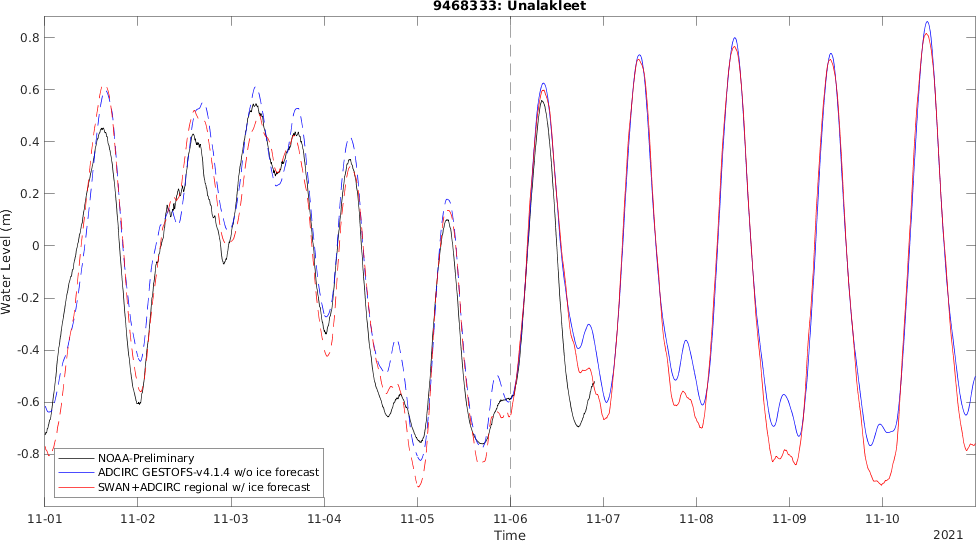 9468333: Unalakleet
0.8
0.6
0.4
0.2
0
-0.2
-0.4
-0.6
-0.8
Water Level (m)
NOAA-Preliminary
ADCIRC GESTOFS-v4.1.4 w/o ice forecast
SWAN+ADCIRC regional w/ ice forecast
11-01 11-02 11-03 11-04 11-05 11-06 11-07 11-08 11-09 11-10
Time
2021